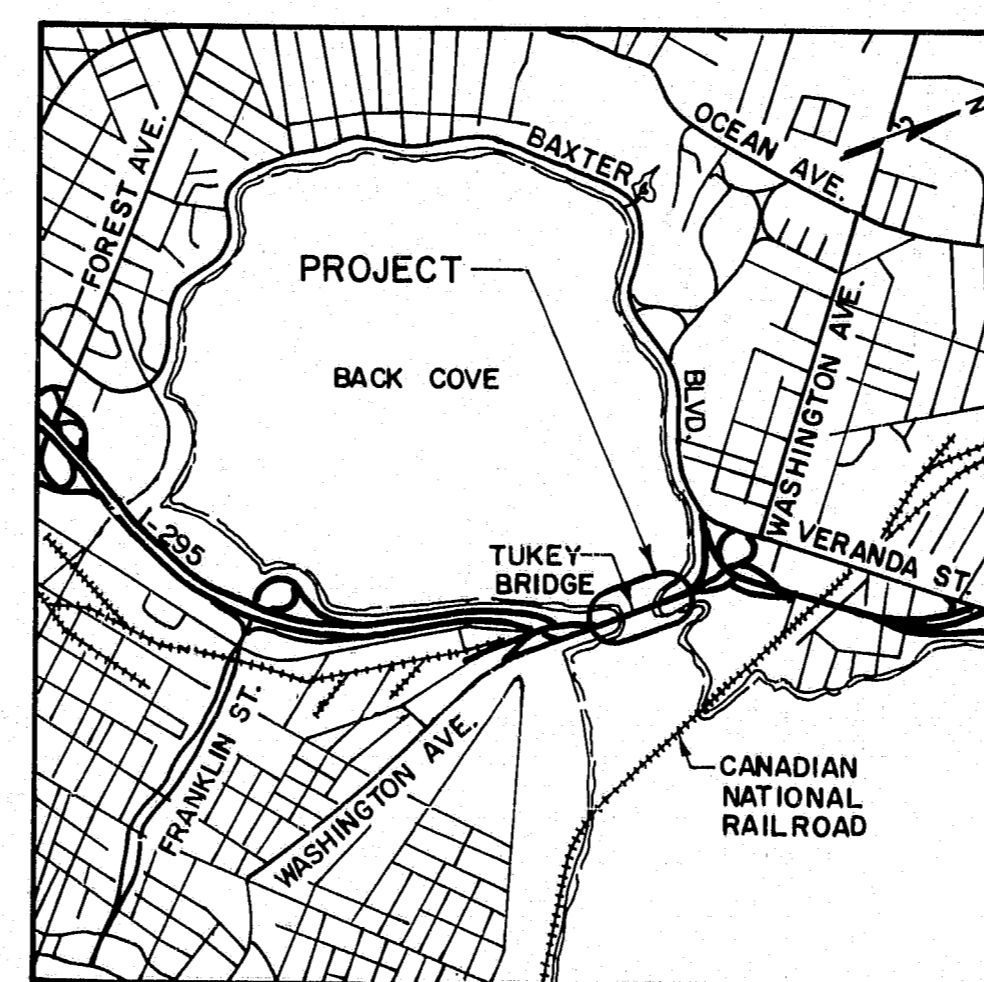 FOREST AVE.
BAXTER
BLVD.
OCEAN AVE.
N
PROJECT
BACK COVE
WASHINGTON AVE.
VERANDA ST.
I-295
TUKEY
BRIDGE
FRANKLIN ST.
WASHINGTON AVE.
CANADIAN
NATIONAL
RAILROAD